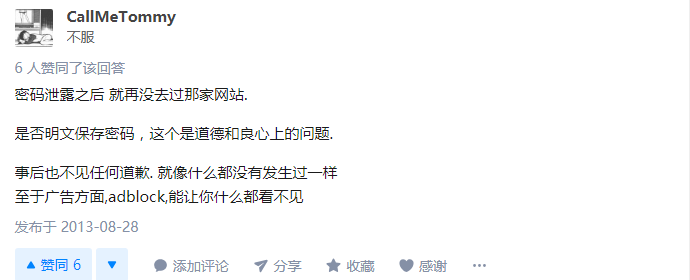 CallMeTommy
不服
6 人赞同了该回答
密码泄露之后 就再没去过那家网站.
是否明文保存密码，这个是道德和良心上的问题.
事后也不见任何道歉. 就像什么都没有发生过一样
至于广告方面,adblock,能让你什么都看不见
发布于 2013-08-28
赞同 6 添加评论 分享 收藏 感谢 ···